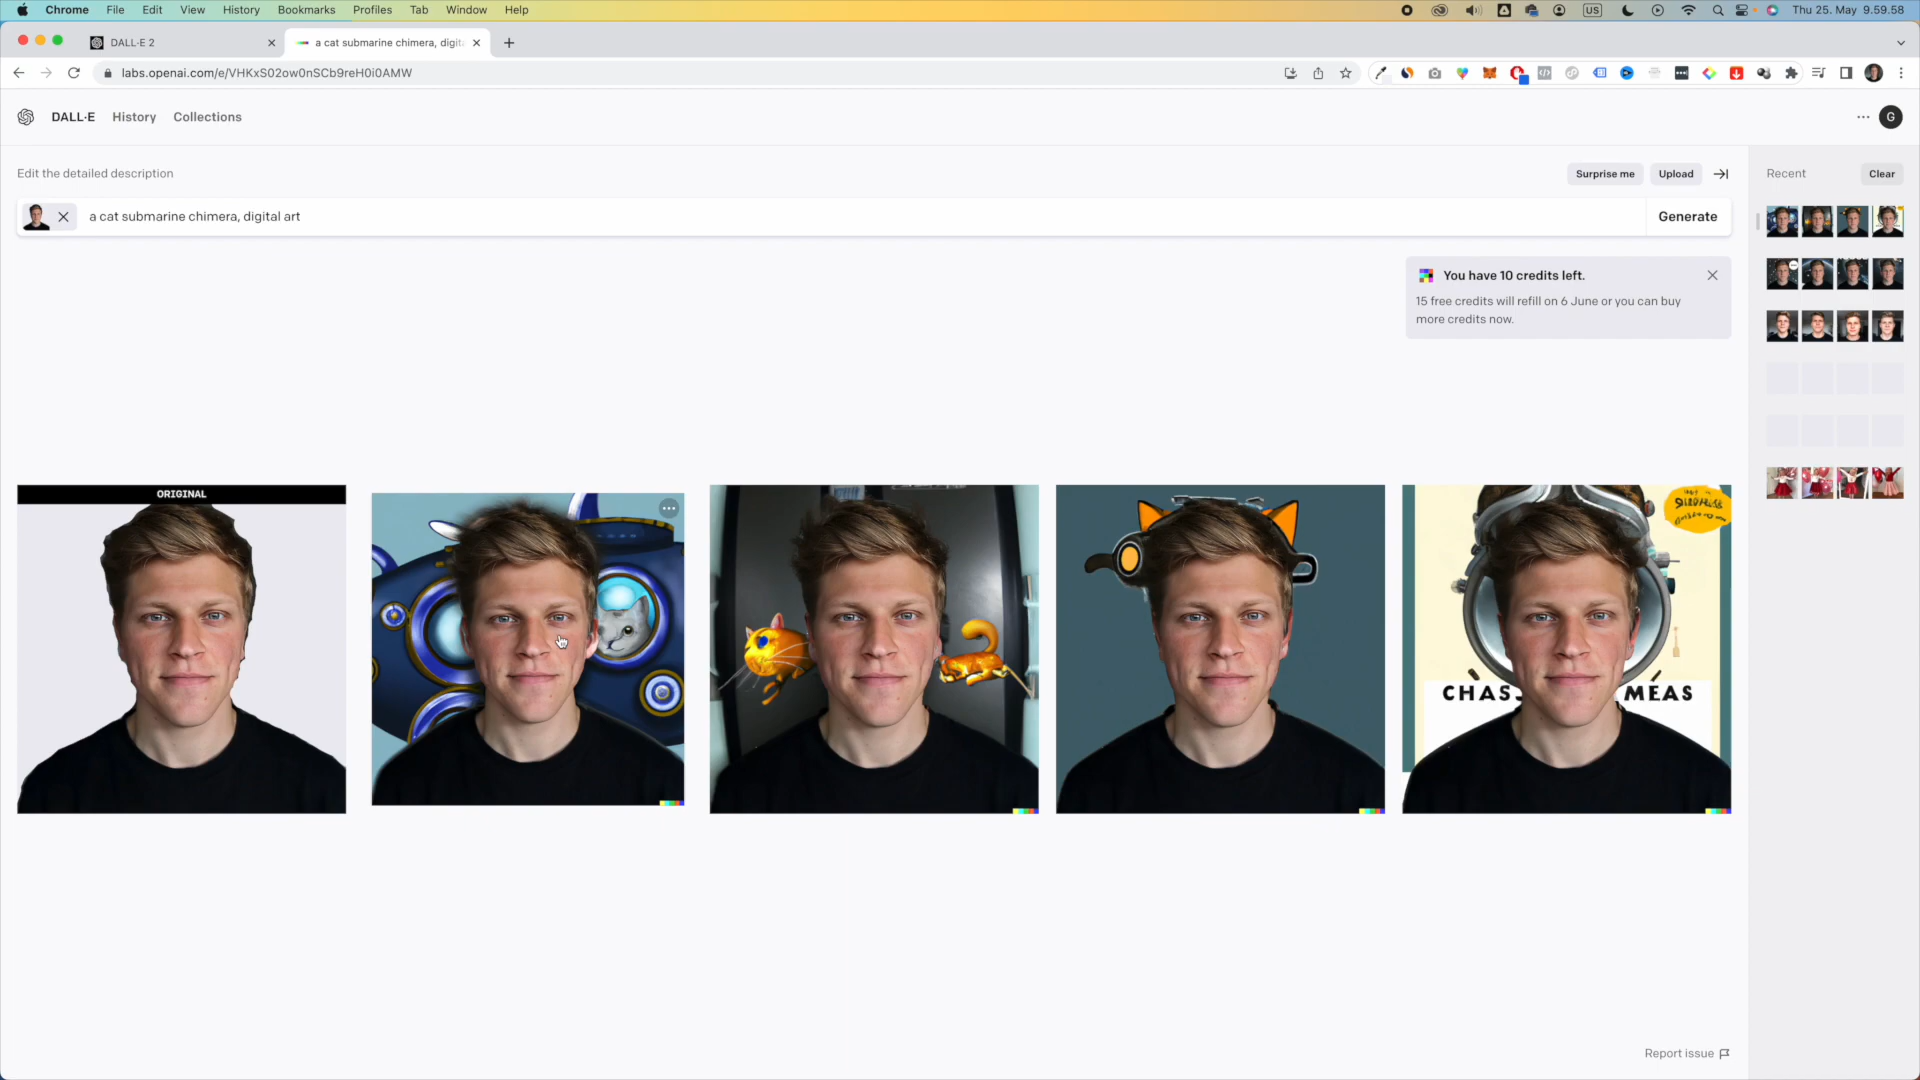 Chrome File Edit View History Bookmarks Profiles Tab Window Help
US Thu 25. May 9.59.58
DALL·E 2
a cat submarine chimera, digit
labs.openai.com/e/VHKxS02ow0nSCb9reH0i0AMW
DALL·E History Collections
G
Edit the detailed description
Surprise me Upload
Recent Clear
a cat submarine chimera, digital art
Generate
You have 10 credits left.
15 free credits will refill on 6 June or you can buy
more credits now.
ORIGINAL
CHAS MEAS
Report issue